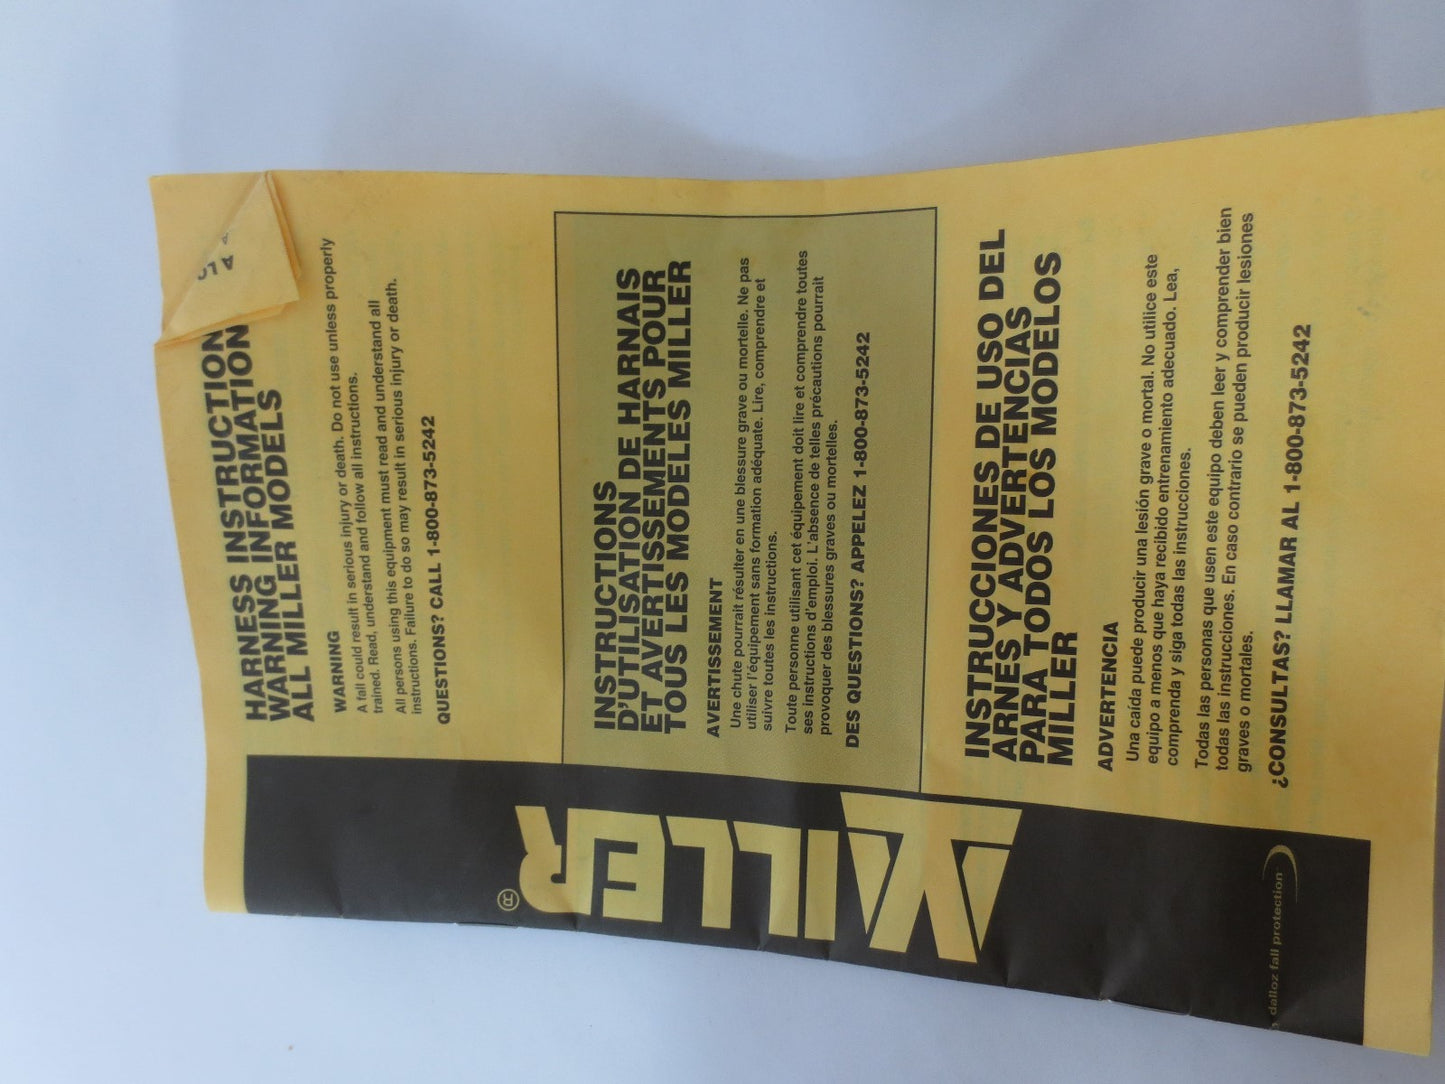 HARNESS INSTRUCTION
WARNING INFORMATION
ALL MILLER MODELS
WARNING
A fall could result in serious injury or death. Do not use unless properly
trained. Read, understand and follow all instructions.
All persons using this equipment must read and understand all
instructions. Failure to do so may result in serious injury or death.
QUESTIONS? CALL 1-800-873-5242
INSTRUCTIONS
D'UTILISATION DE HARNAIS
ET AVERTISSEMENTS POUR
TOUS LES MODELES MILLER
AVERTISSEMENT
Une chute pourrait résulter en une blessure grave ou mortelle. Ne pas
utiliser l'équipement sans formation adéquate. Lire, comprendre et
suivre toutes les instructions.
Toute personne utilisant cet équipement doit lire et comprendre toutes
ses instructions d'emploi. L'absence de telles précautions pourrait
provoquer des blessures graves ou mortelles.
DES QUESTIONS? APPELEZ 1-800-873-5242
INSTRUCCIONES DE USO DEL
ARNES Y ADVERTENCIAS
PARA TODOS LOS MODELOS
MILLER
ADVERTENCIA
Una caída puede producir una lesión grave o mortal. No utilice este
equipo a menos que haya recibido entrenamiento adecuado. Lea,
comprenda y siga todas las instrucciones.
Todas las personas que usen este equipo deben leer y comprender bien
todas las instrucciones. En caso contrario se pueden producir lesiones
graves o mortales.
¿CONSULTAS? LLAMAR AL 1-800-873-5242
MILLER®
dalloz fall protection